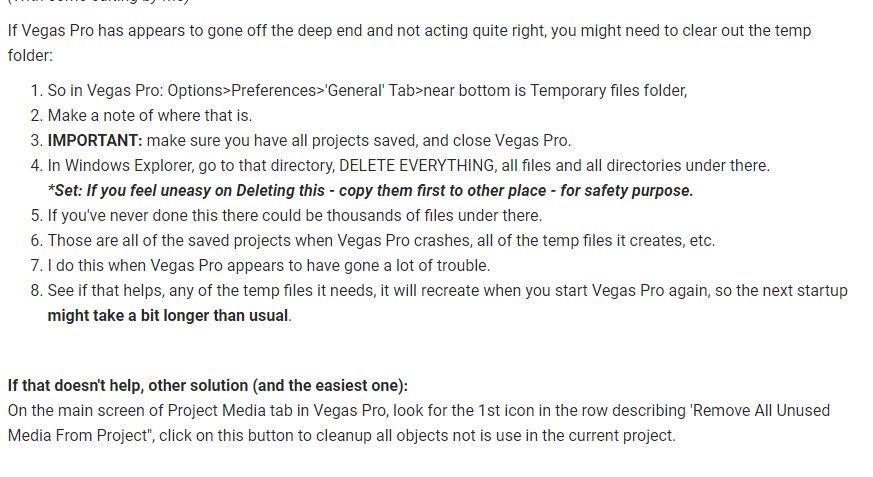 If Vegas Pro has appears to gone off the deep end and not acting quite right, you might need to clear out the temp
folder:
1. So in Vegas Pro: Options>Preferences>'General' Tab>near bottom is Temporary files folder,
2. Make a note of where that is.
3. IMPORTANT: make sure you have all projects saved, and close Vegas Pro.
4. In Windows Explorer, go to that directory, DELETE EVERYTHING, all files and all directories under there.
*Set: If you feel uneasy on Deleting this - copy them first to other place - for safety purpose.
5. If you've never done this there could be thousands of files under there.
6. Those are all of the saved projects when Vegas Pro crashes, all of the temp files it creates, etc.
7. I do this when Vegas Pro appears to have gone a lot of trouble.
8. See if that helps, any of the temp files it needs, it will recreate when you start Vegas Pro again, so the next startup
might take a bit longer than usual.
If that doesn't help, other solution (and the easiest one):
On the main screen of Project Media tab in Vegas Pro, look for the 1st icon in the row describing 'Remove All Unused
Media From Project", click on this button to cleanup all objects not is use in the current project.